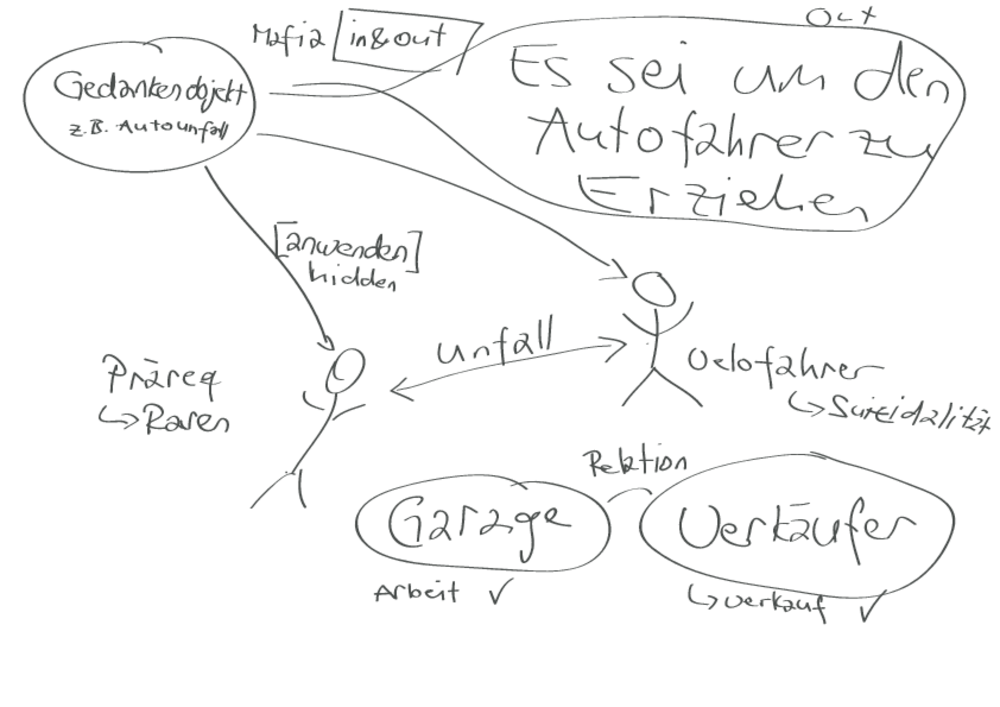 Out
Mafia in&out
Es sei um den
Autofahrer zu
Erziehen
Gedankenobjekt
z.B. Autounfall
[anwenden]
hidden
Unfall
Präreq
↳Rasen
Velofahrer
↳Suizidalität
Relation
Garage
Verkäufer
Arbeit ✓
↳Verkauf ✓